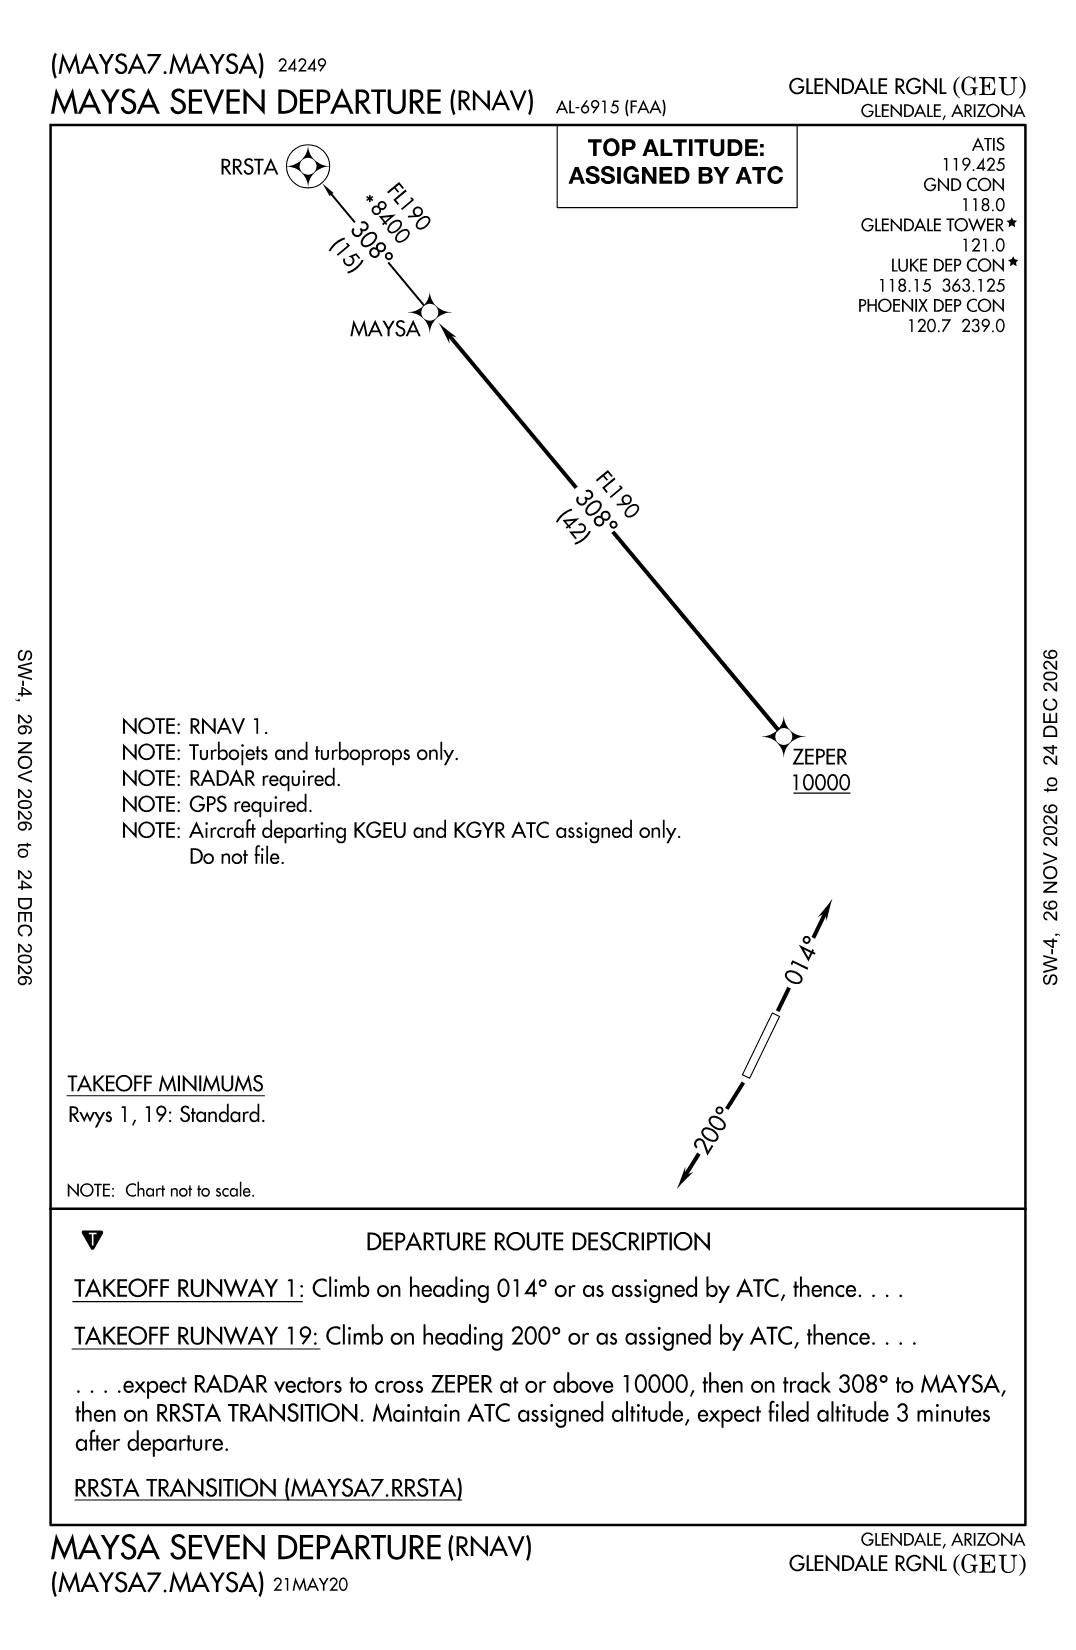 (MAYSA7.MAYSA) 24249
MAYSA SEVEN DEPARTURE (RNAV) AL-6915 (FAA)
GLENDALE RGNL (GEU)
GLENDALE, ARIZONA
TOP ALTITUDE:
ASSIGNED BY ATC
ATIS
119.425
GND CON
118.0
GLENDALE TOWER★
121.0
LUKE DEP CON★
118.15 363.125
PHOENIX DEP CON
120.7 239.0
RRSTA
FL190
*8400
308°
(15)
MAYSA
FL190
308°
(42)
ZEPER
10000
SW-4, 26 NOV 2026 to 24 DEC 2026
SW-4, 26 NOV 2026 to 24 DEC 2026
NOTE: RNAV 1.
NOTE: Turbojets and turboprops only.
NOTE: RADAR required.
NOTE: GPS required.
NOTE: Aircraft departing KGEU and KGYR ATC assigned only.
Do not file.
014°
200°
TAKEOFF MINIMUMS
Rwys 1, 19: Standard.
NOTE: Chart not to scale.
T
DEPARTURE ROUTE DESCRIPTION
TAKEOFF RUNWAY 1: Climb on heading 014° or as assigned by ATC, thence. . . .
TAKEOFF RUNWAY 19: Climb on heading 200° or as assigned by ATC, thence. . . .
. . . .expect RADAR vectors to cross ZEPER at or above 10000, then on track 308° to MAYSA,
then on RRSTA TRANSITION. Maintain ATC assigned altitude, expect filed altitude 3 minutes
after departure.
RRSTA TRANSITION (MAYSA7.RRSTA)
MAYSA SEVEN DEPARTURE (RNAV)
(MAYSA7.MAYSA) 21MAY20
GLENDALE, ARIZONA
GLENDALE RGNL (GEU)